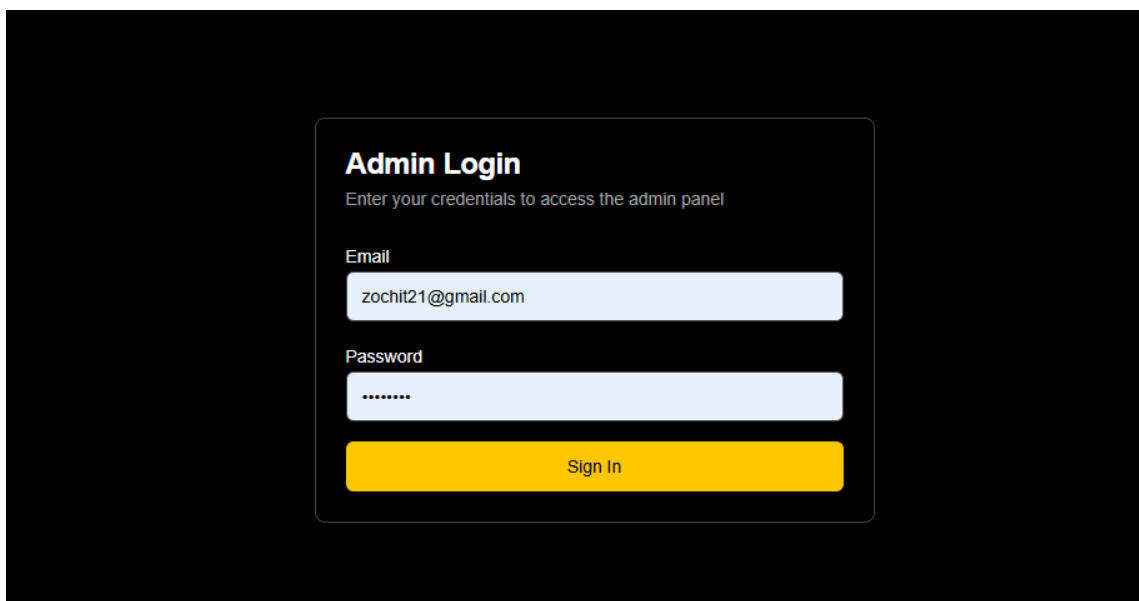 Admin Login
Enter your credentials to access the admin panel
Email
zochit21@gmail.com
Password
••••••••
Sign In